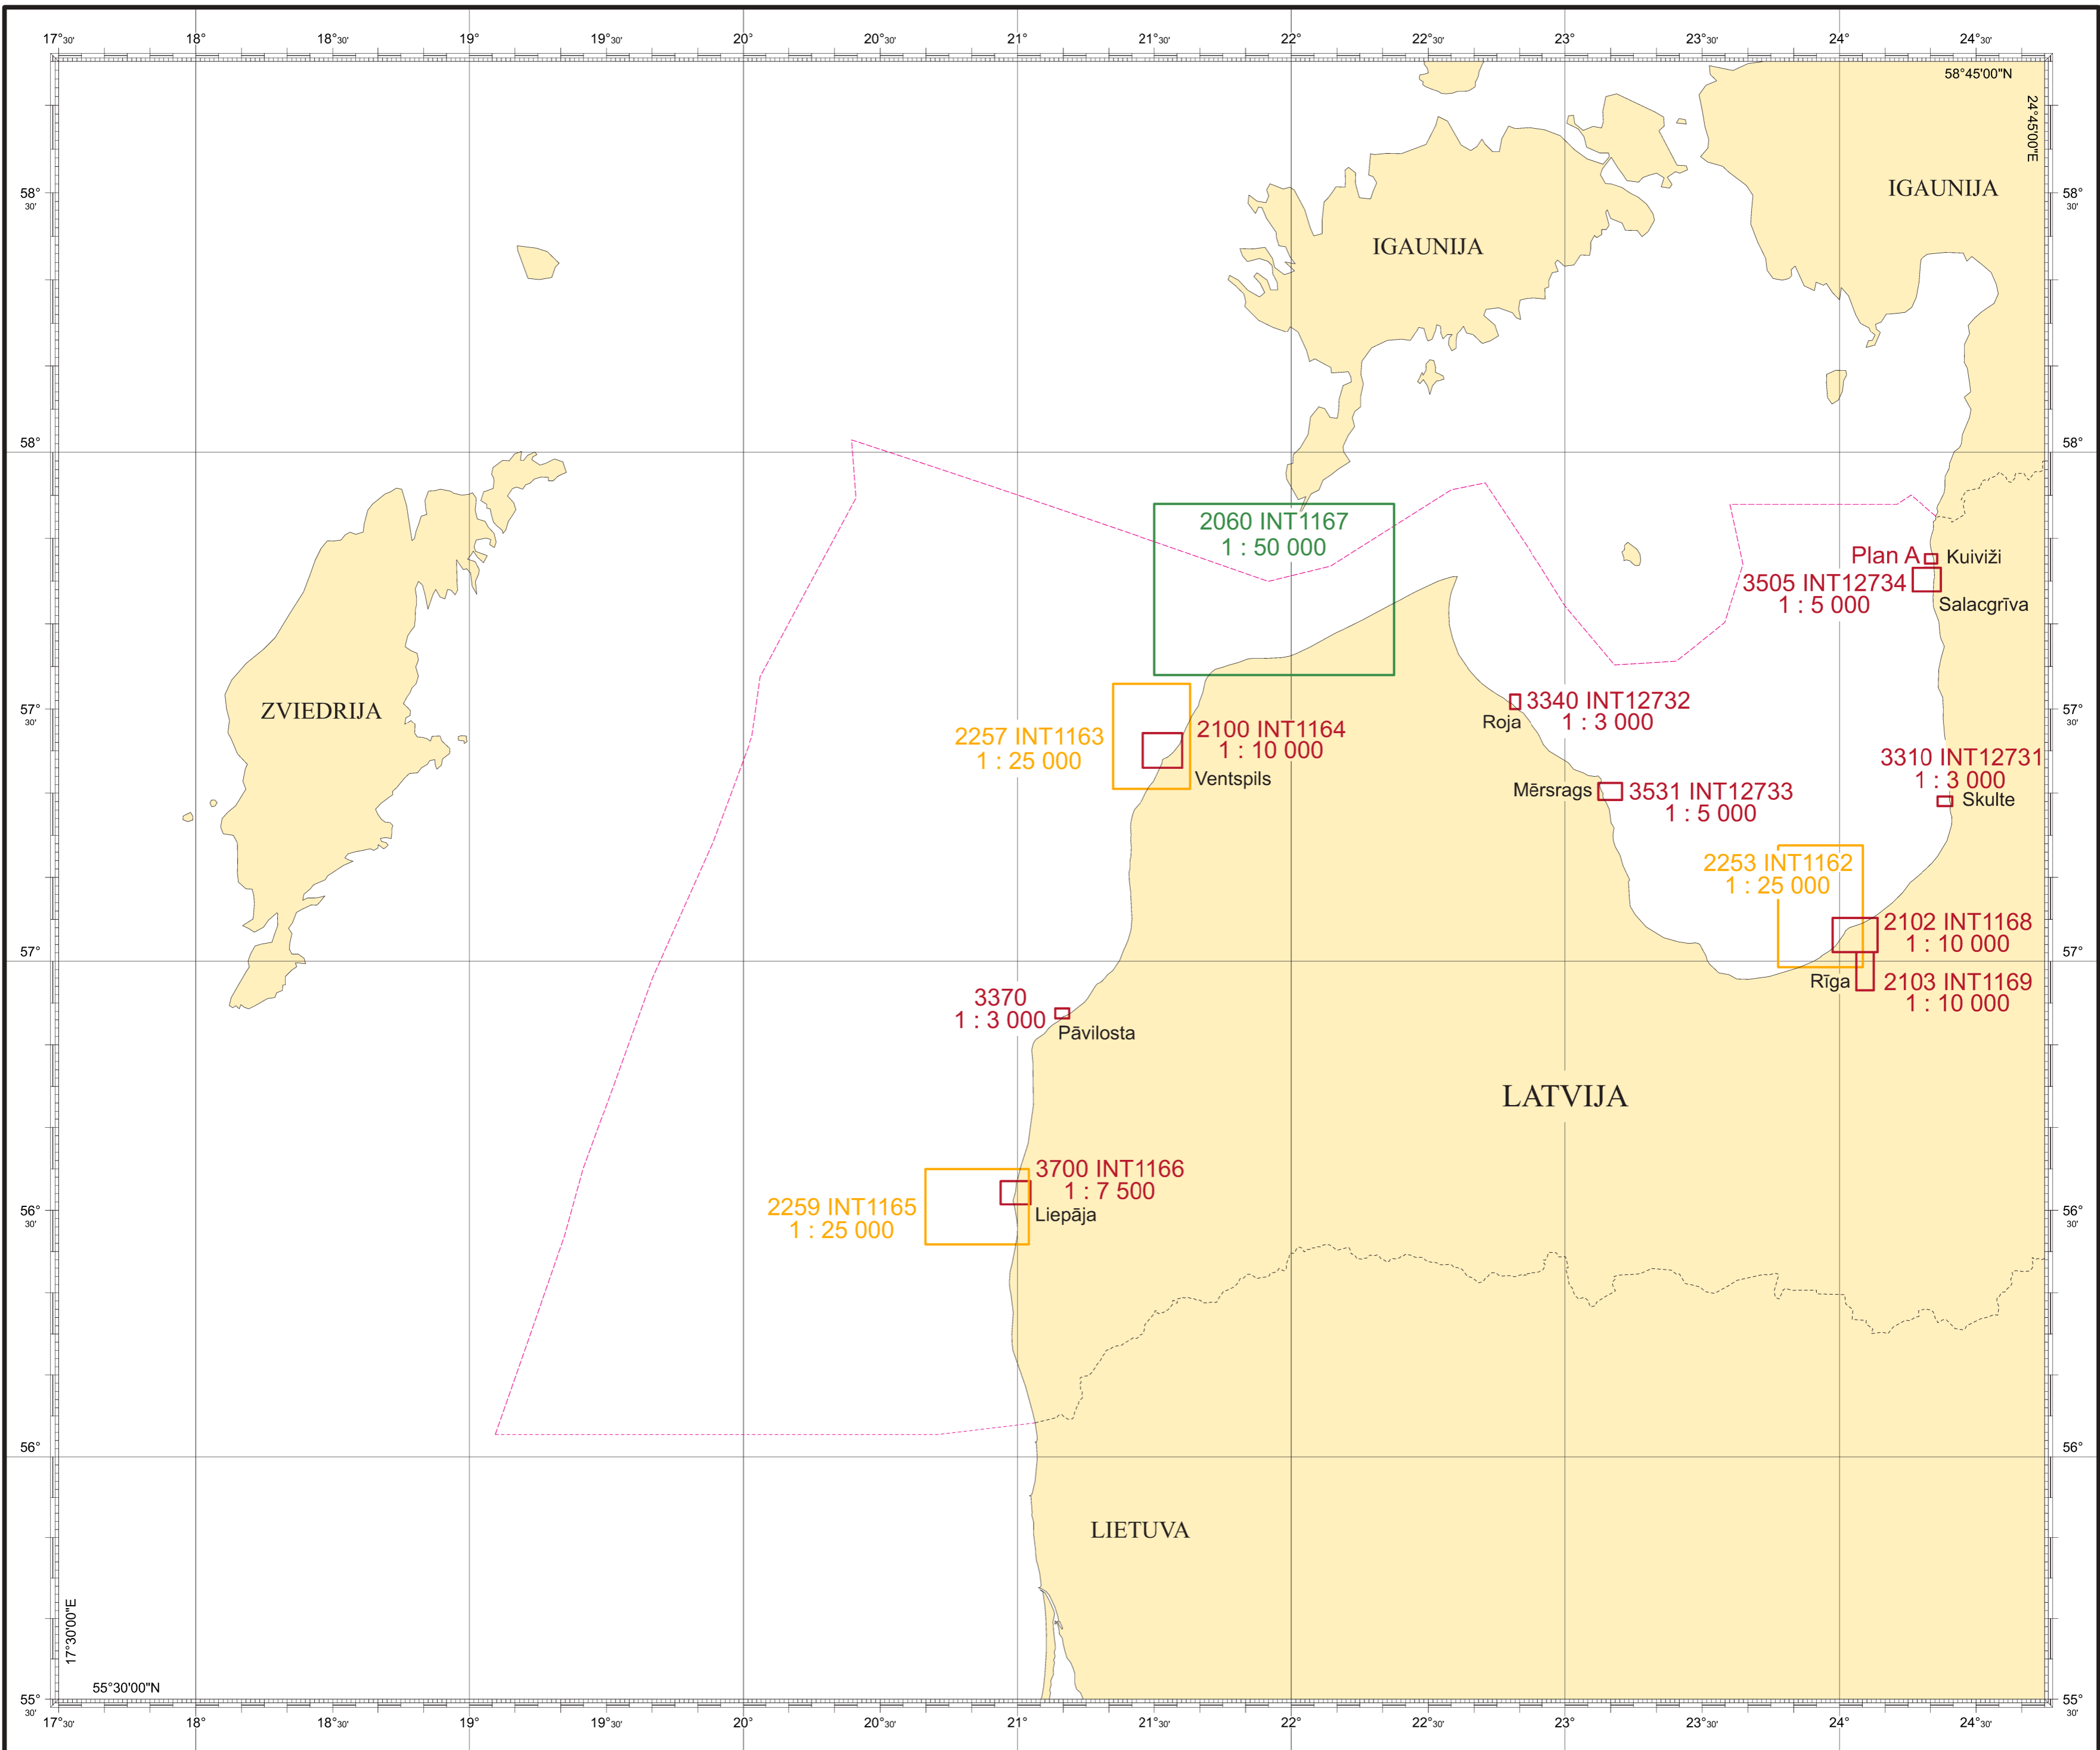 17°30' 18° 18°30' 19° 19°30' 20° 20°30' 21° 21°30' 22° 22°30' 23° 23°30' 24° 24°30'
58°45'00"N
24°45'00"E
58°30'
58°30'
IGAUNIJA
IGAUNIJA
58°
58°
2060 INT1167
1 : 50 000
Plan A
Kuiviži
3505 INT12734
1 : 5 000
Salacgrīva
ZVIEDRIJA
57°30'
57°30'
3340 INT12732
1 : 3 000
Roja
2257 INT1163
1 : 25 000
2100 INT1164
1 : 10 000
Ventspils
3310 INT12731
1 : 3 000
Skulte
Mērsrags
3531 INT12733
1 : 5 000
2253 INT1162
1 : 25 000
2102 INT1168
1 : 10 000
57°
57°
Rīga
2103 INT1169
1 : 10 000
3370
1 : 3 000
Pāvilosta
LATVIJA
3700 INT1166
1 : 7 500
Liepāja
2259 INT1165
1 : 25 000
56°30'
56°30'
56°
56°
LIETUVA
17°30'00"E
55°30'00"N
55°30'
55°30'
17°30' 18° 18°30' 19° 19°30' 20° 20°30' 21° 21°30' 22° 22°30' 23° 23°30' 24° 24°30'